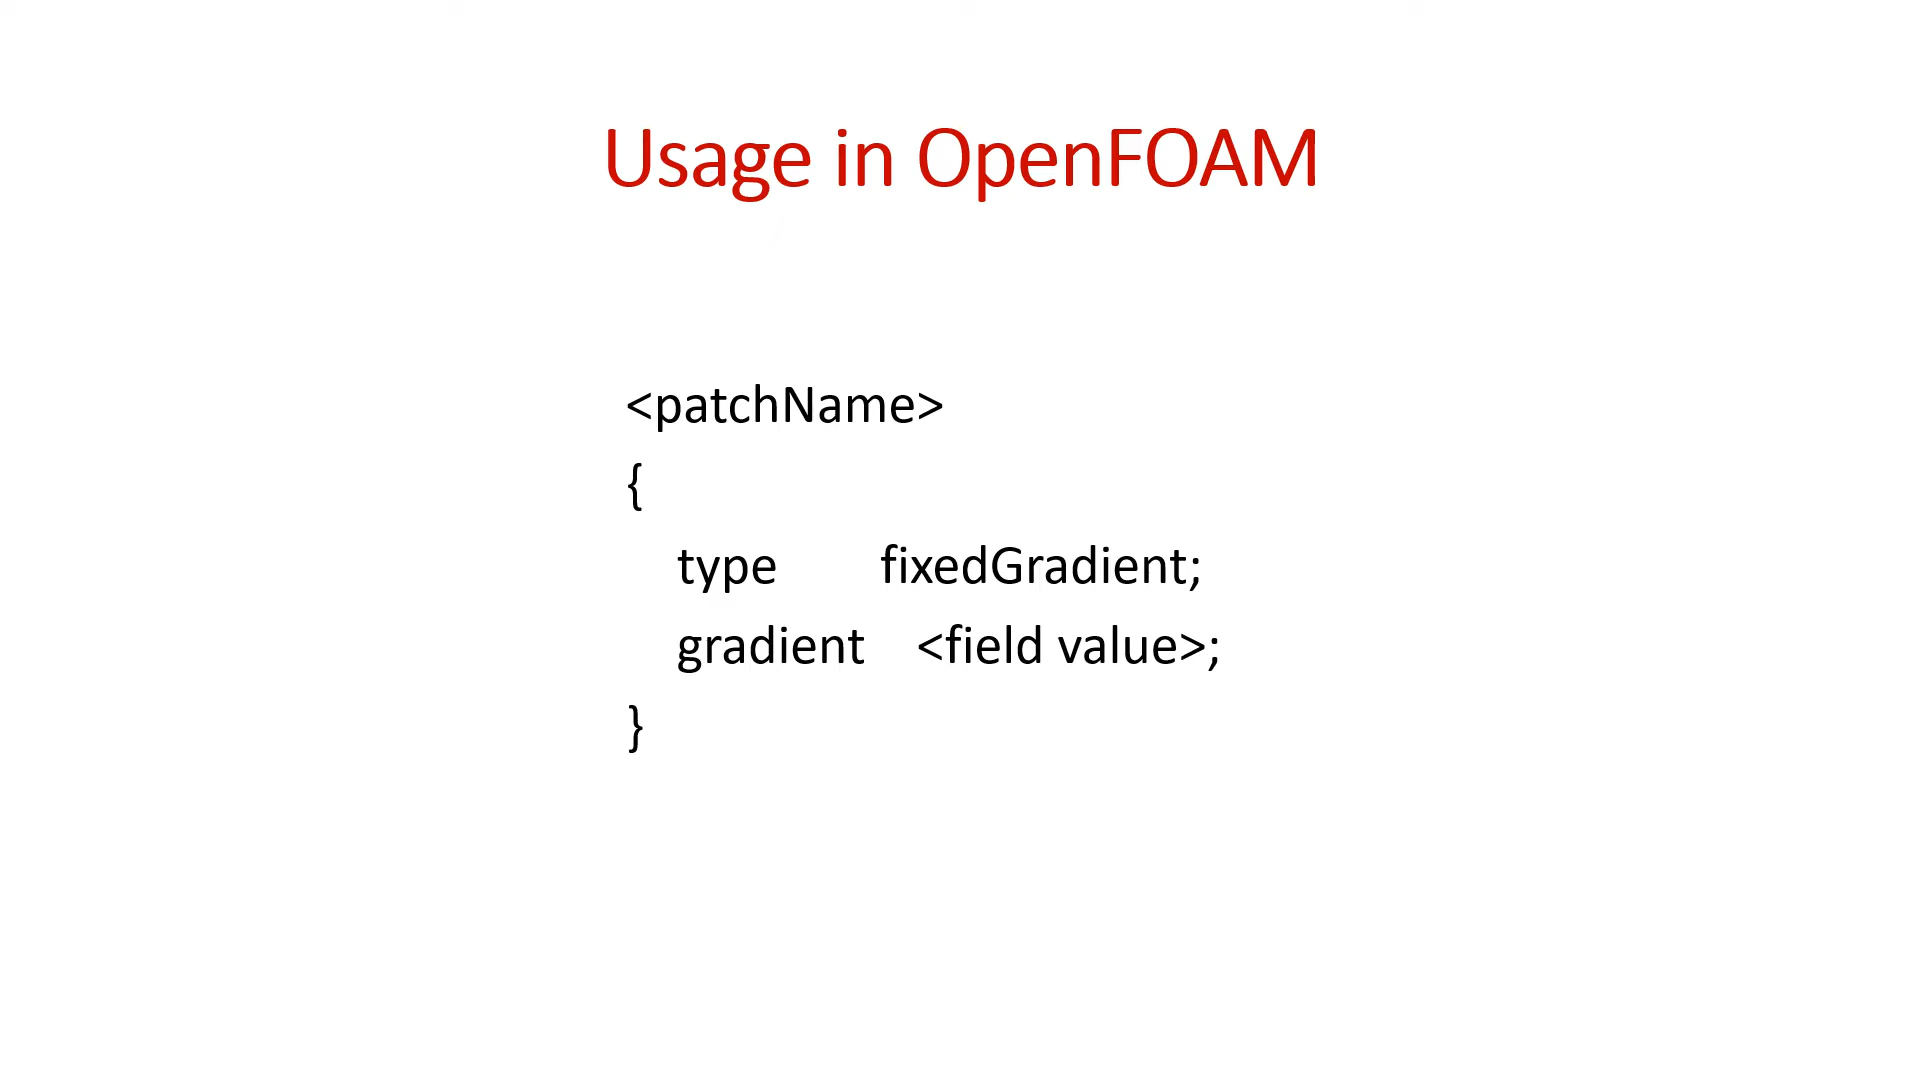 Usage in OpenFOAM
<patchName>
{
type fixedGradient;
gradient <field value>;
}